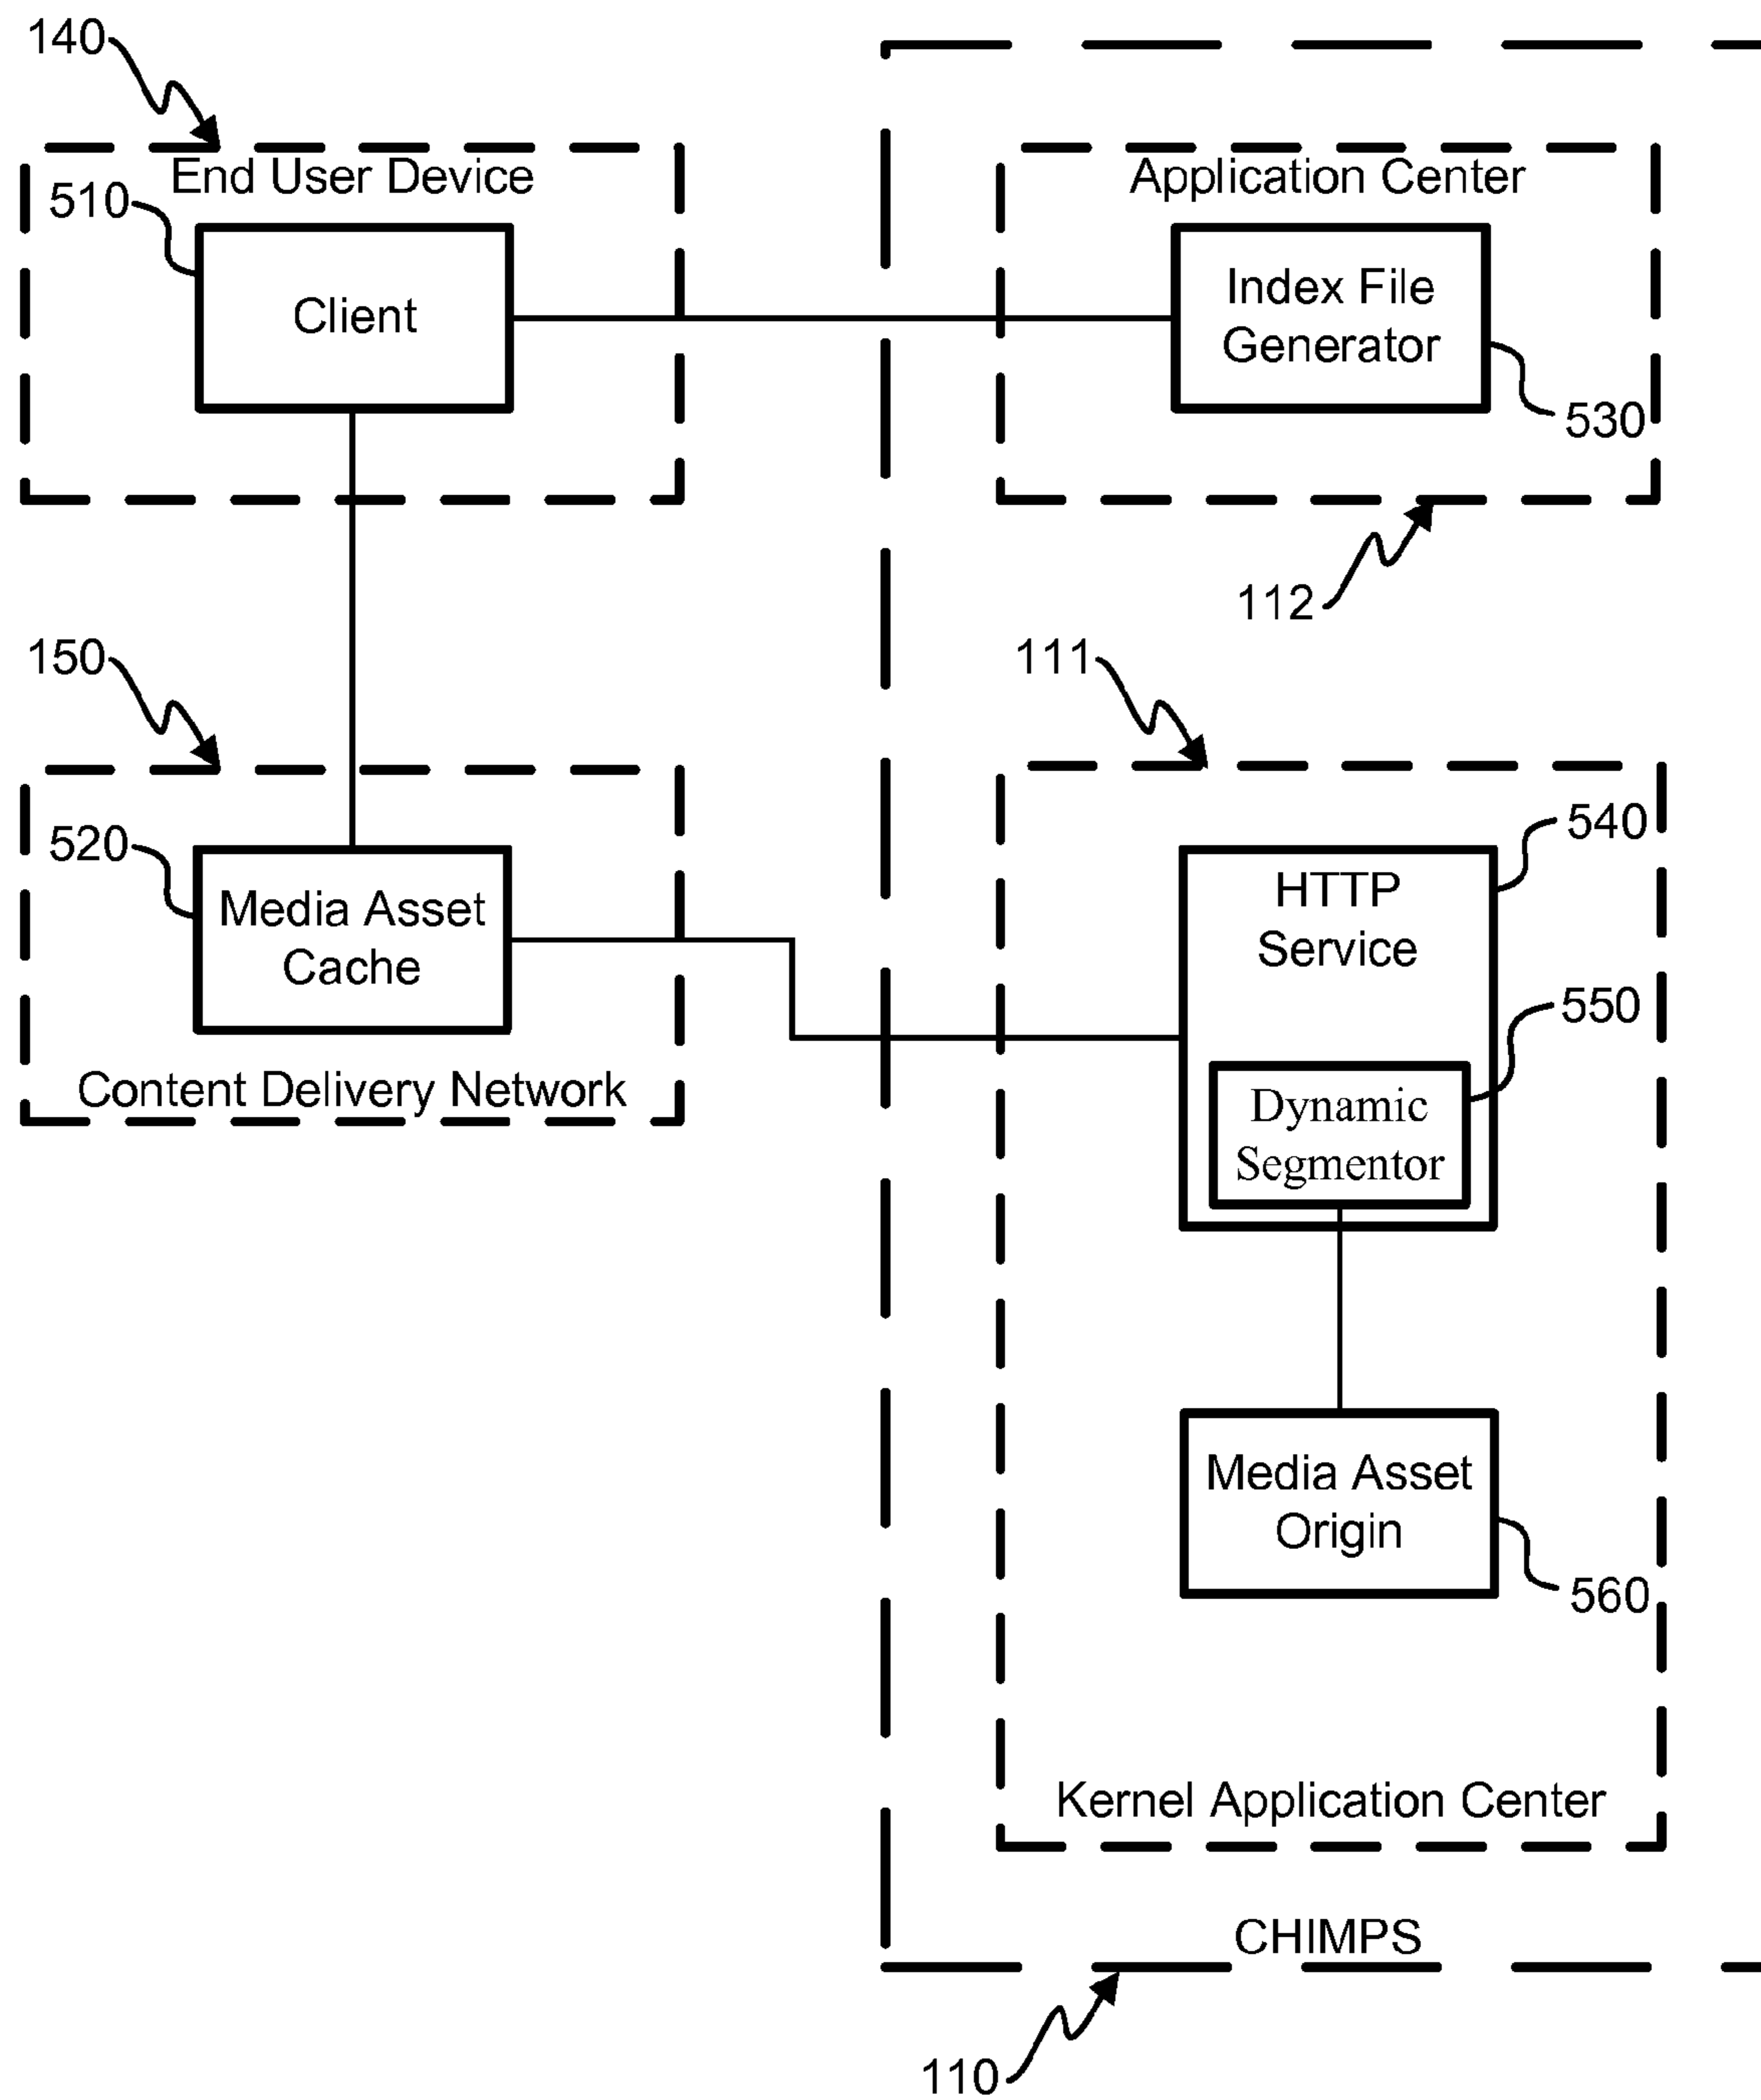 140
End User Device
510
Client
Application Center
Index File
Generator
530
112
150
520
Media Asset
Cache
Content Delivery Network
111
540
HTTP
Service
550
Dynamic
Segmentor
Media Asset
Origin
560
Kernel Application Center
CHIMPS
110